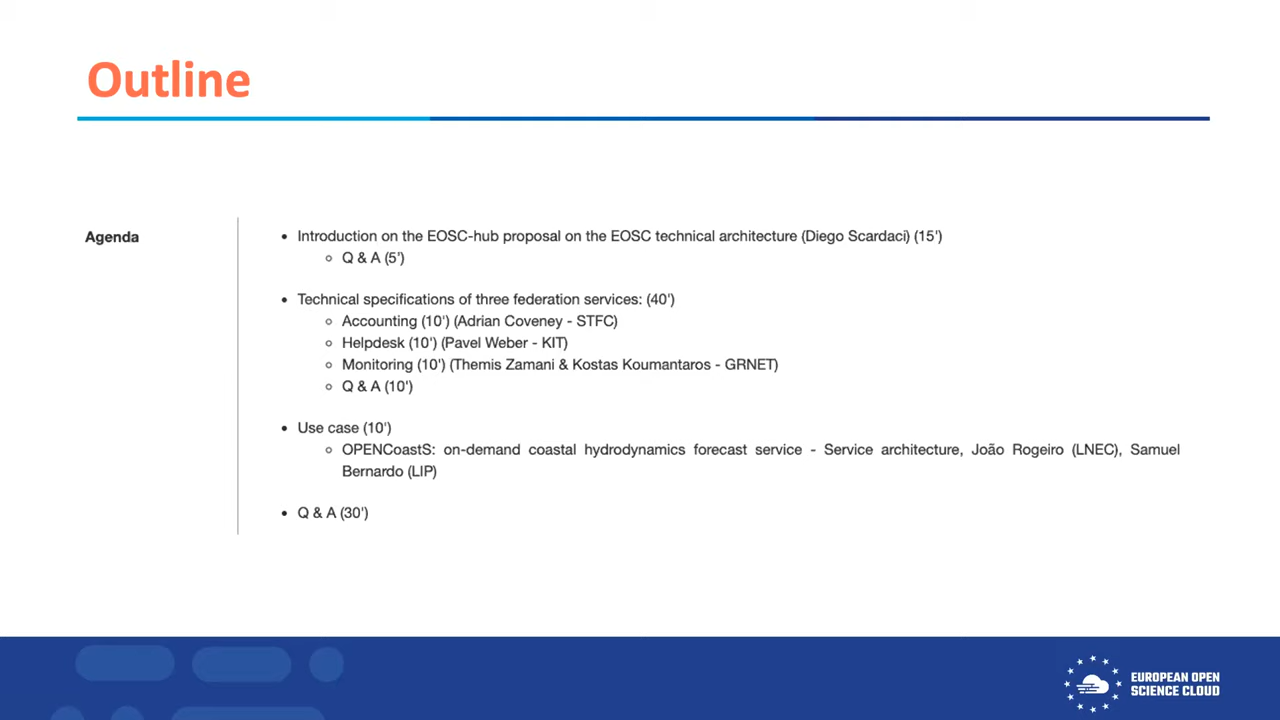 Outline
Agenda
• Introduction on the EOSC-hub proposal on the EOSC technical architecture (Diego Scardaci) (15')
○ Q & A (5')
• Technical specifications of three federation services: (40')
○ Accounting (10') (Adrian Coveney - STFC)
○ Helpdesk (10') (Pavel Weber - KIT)
○ Monitoring (10') (Themis Zamani & Kostas Koumantaros - GRNET)
○ Q & A (10')
• Use case (10')
○ OPENCoastS: on-demand coastal hydrodynamics forecast service - Service architecture, João Rogeiro (LNEC), Samuel
Bernardo (LIP)
• Q & A (30')
EUROPEAN OPEN
SCIENCE CLOUD